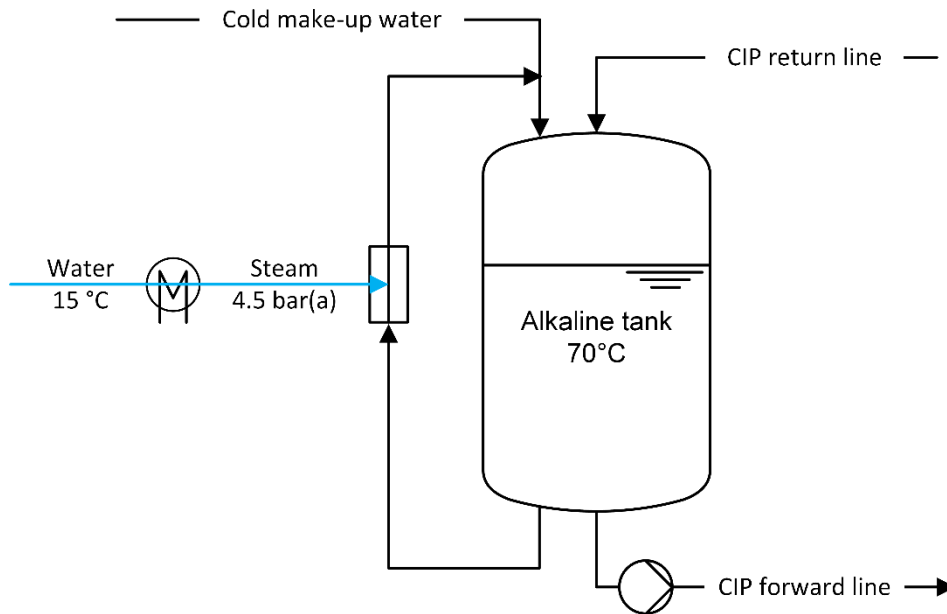 Cold make-up water
CIP return line
Water
15 °C
Steam
4.5 bar(a)
Alkaline tank
70°C
CIP forward line